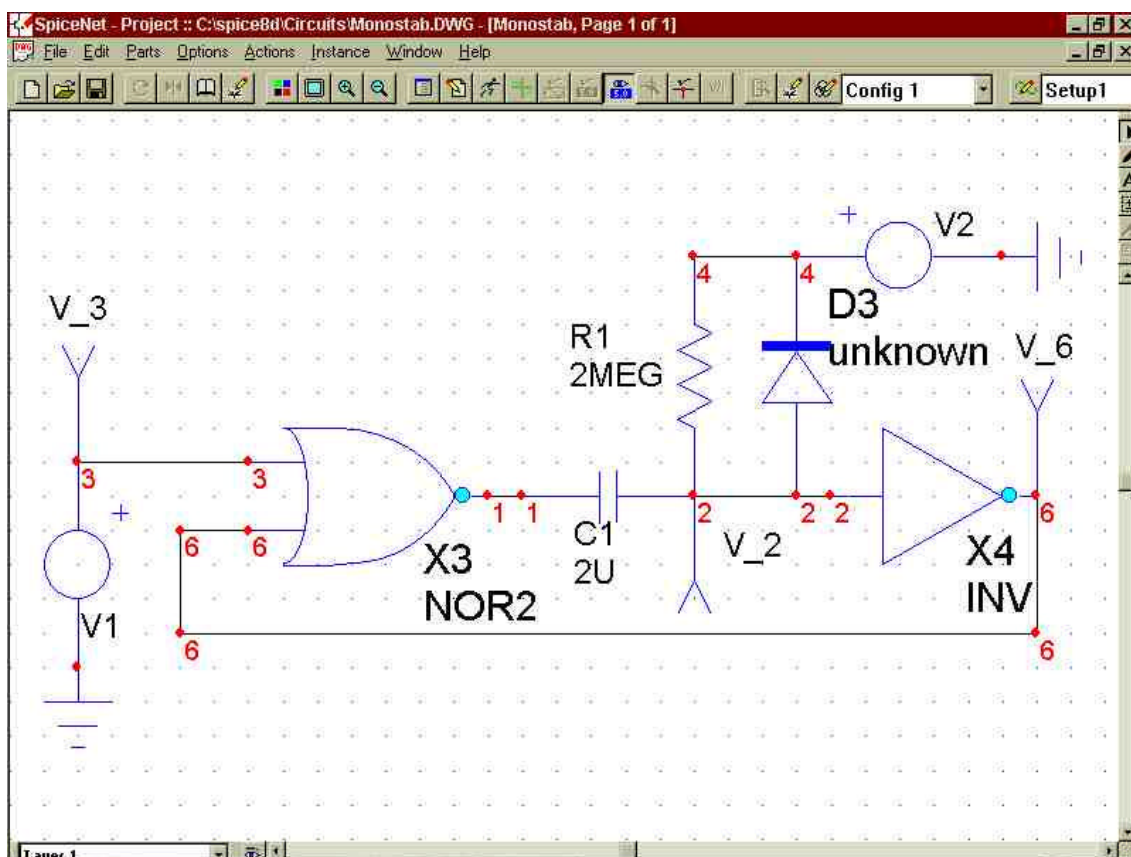 SpiceNet - Project :: C:\spice8d\Circuits\Monostab.DWG - [Monostab, Page 1 of 1]
File Edit Parts Options Actions Instance Window Help
Config 1 Setup1
V2
4 4
D3
unknown
V_3
R1
2MEG
V_6
3 3
1 1
2 2 2
6
6 6
C1
2U
V_2
X3
NOR2
X4
INV
V1
6 6
Layer 1